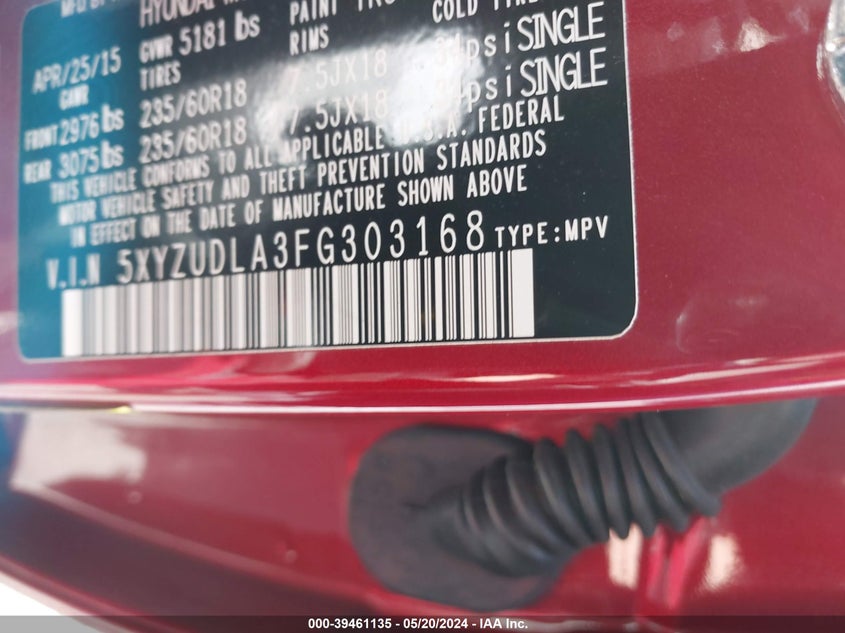 HYUNDAI
APR/25/15 GVWR 5181 lbs PAINT COLD
GAWR TIRES RIMS
FRONT 2976 lbs 235/60R18 7.5JX18 psi SINGLE
REAR 3075 lbs 235/60R18 7.5JX18 psi SINGLE
THIS VEHICLE CONFORMS TO ALL APPLICABLE U.S.A. FEDERAL
MOTOR VEHICLE SAFETY AND THEFT PREVENTION STANDARDS
IN EFFECT ON THE DATE OF MANUFACTURE SHOWN ABOVE
V.I.N 5XYZUDLA3FG303168 TYPE:MPV
000-39461135 - 05/20/2024 - IAA Inc.